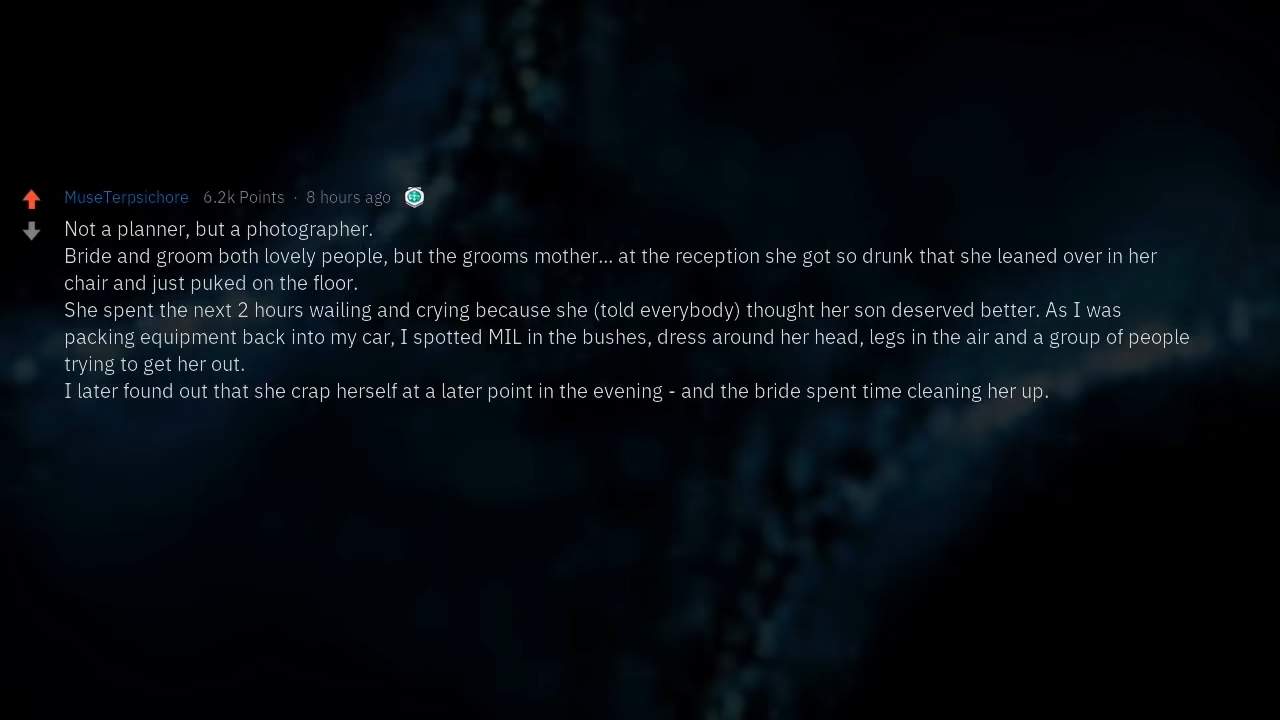 MuseTerpsichore 6.2k Points · 8 hours ago
Not a planner, but a photographer.
Bride and groom both lovely people, but the grooms mother... at the reception she got so drunk that she leaned over in her
chair and just puked on the floor.
She spent the next 2 hours wailing and crying because she (told everybody) thought her son deserved better. As I was
packing equipment back into my car, I spotted MIL in the bushes, dress around her head, legs in the air and a group of people
trying to get her out.
I later found out that she crap herself at a later point in the evening - and the bride spent time cleaning her up.